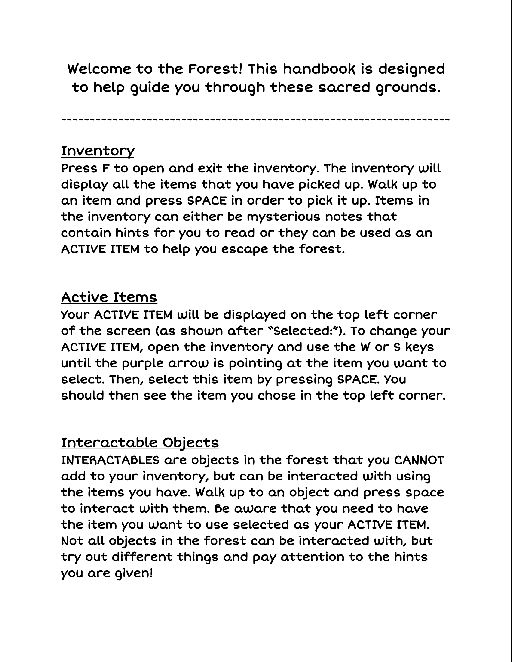 Welcome to the Forest! This handbook is designed
to help guide you through these sacred grounds.
--------------------------------------------------------------------
Inventory
Press F to open and exit the inventory. The inventory will
display all the items that you have picked up. Walk up to
an item and press SPACE in order to pick it up. Items in
the inventory can either be mysterious notes that
contain hints for you to read or they can be used as an
ACTIVE ITEM to help you escape the forest.
Active Items
Your ACTIVE ITEM will be displayed on the top left corner
of the screen (as shown after “Selected:”). To change your
ACTIVE ITEM, open the inventory and use the W or S keys
until the purple arrow is pointing at the item you want to
select. Then, select this item by pressing SPACE. You
should then see the item you chose in the top left corner.
Interactable Objects
INTERACTABLES are objects in the forest that you CANNOT
add to your inventory, but can be interacted with using
the items you have. Walk up to an object and press space
to interact with them. Be aware that you need to have
the item you want to use selected as your ACTIVE ITEM.
Not all objects in the forest can be interacted with, but
try out different things and pay attention to the hints
you are given!